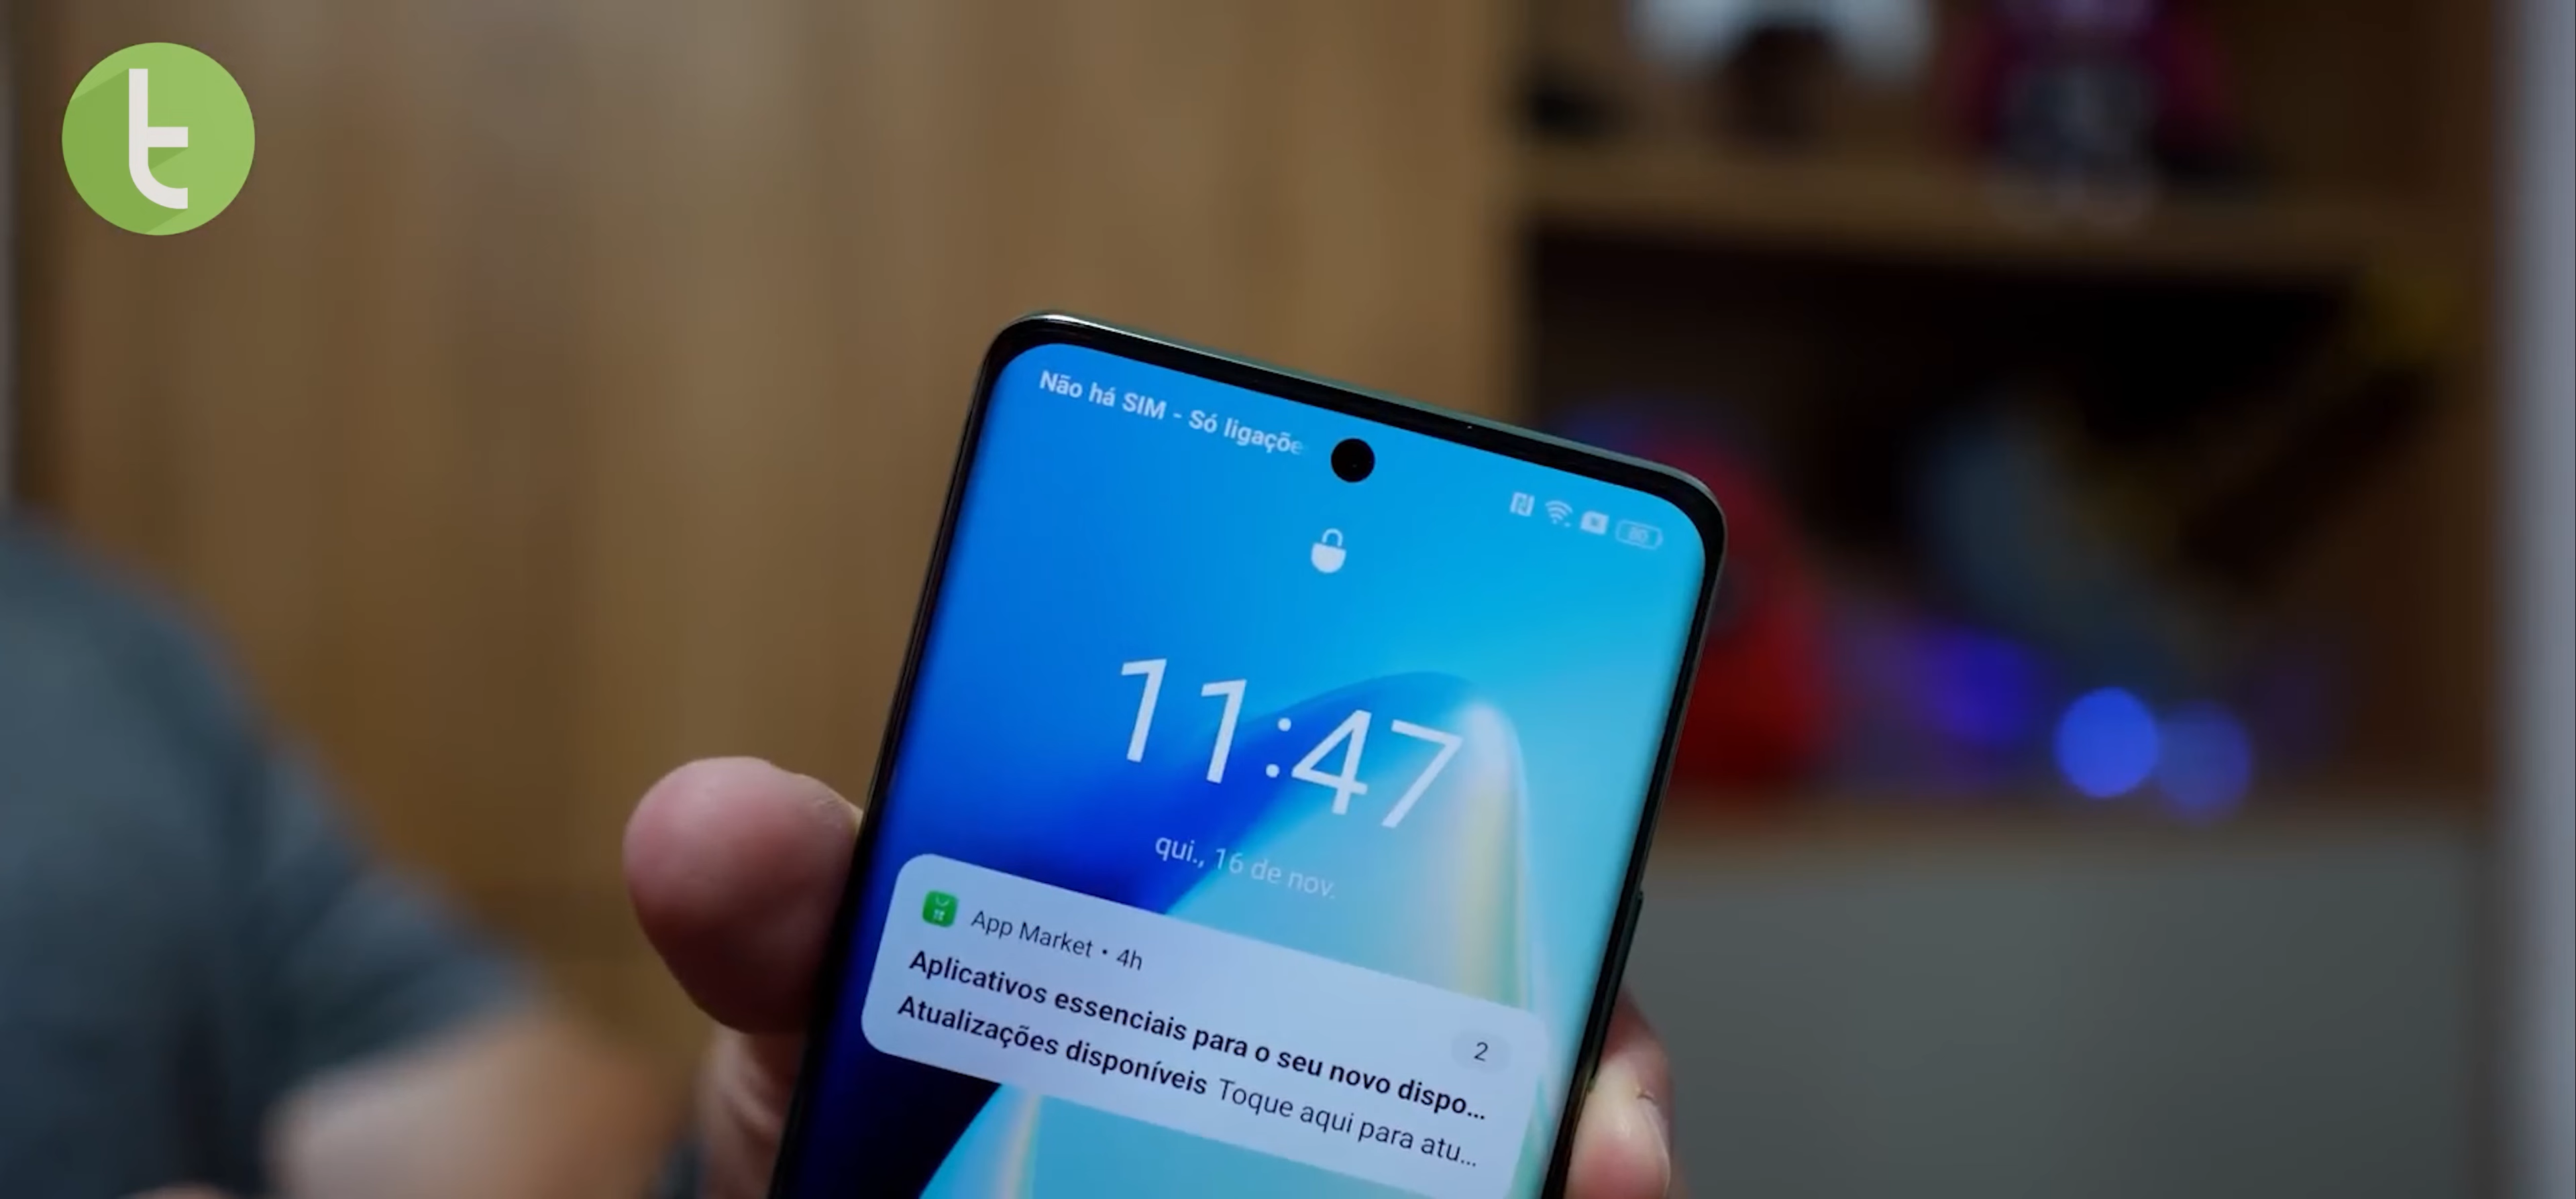 t
Não há SIM - Só ligaçõe
80
11:47
qui., 16 de nov.
App Market • 4h
Aplicativos essenciais para o seu novo dispo...
2
Atualizações disponíveis Toque aqui para atu...